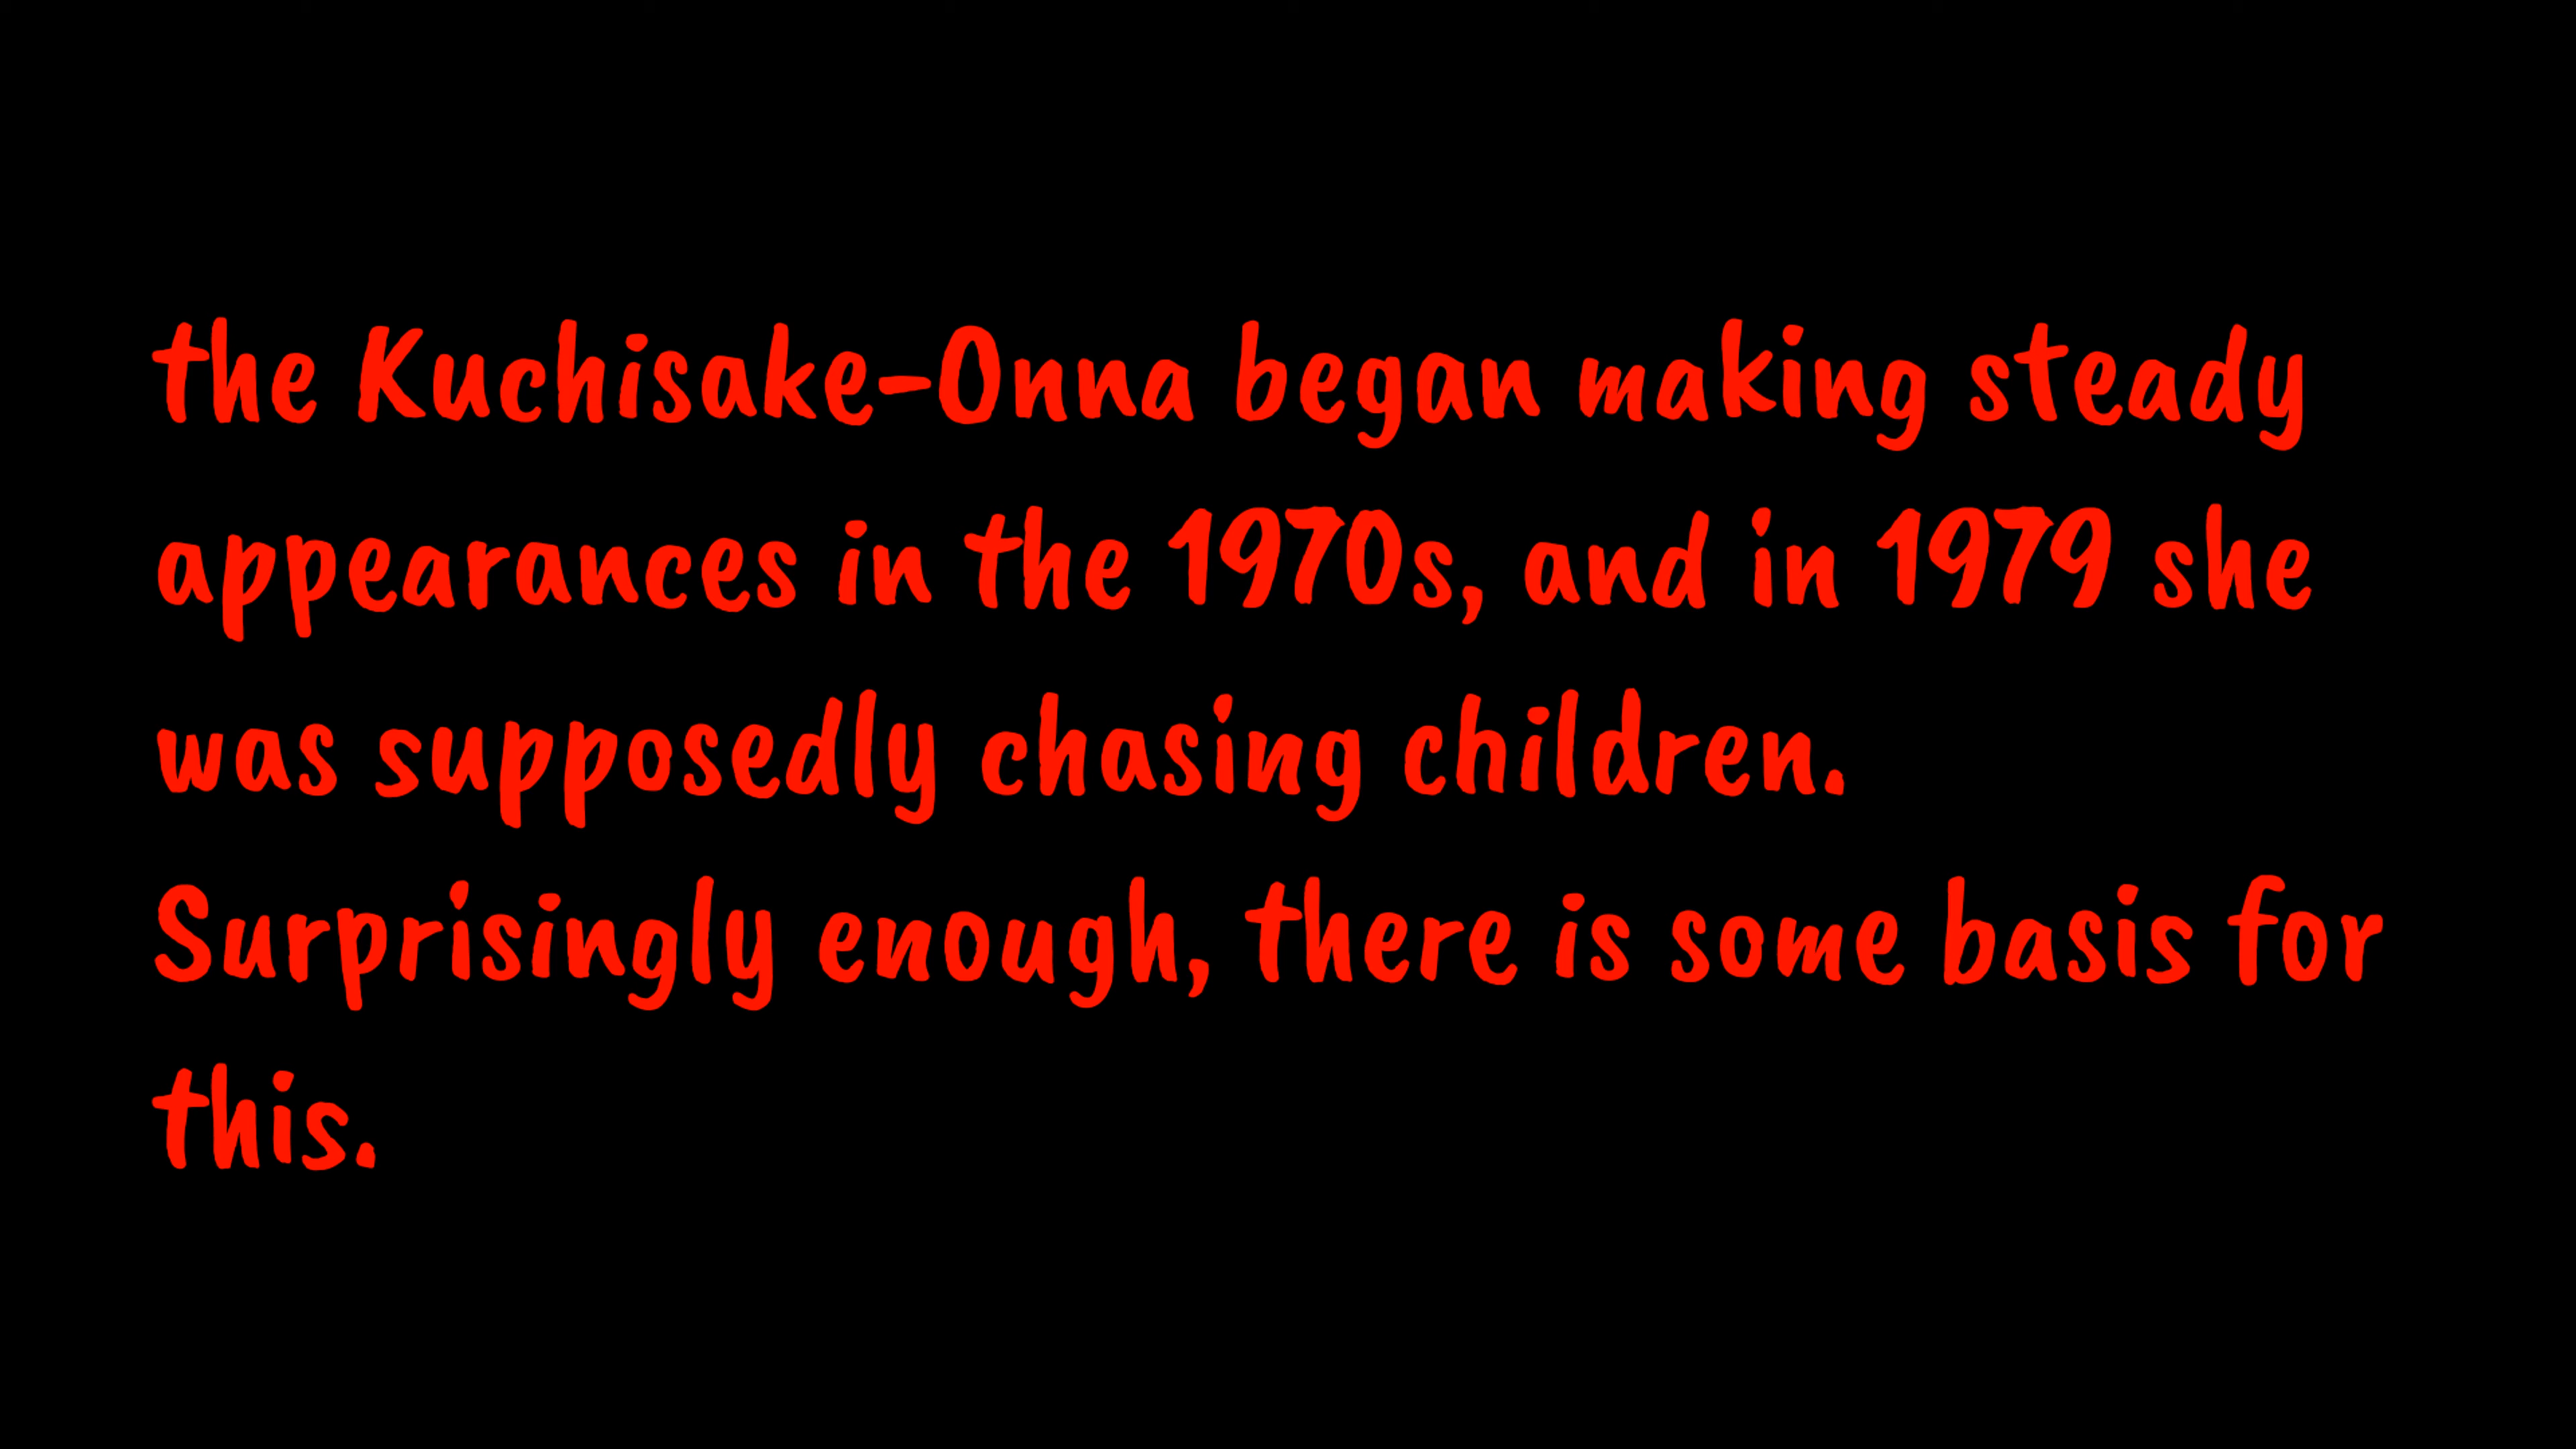 the Kuchisake-Onna began making steady
appearances in the 1970s, and in 1979 she
was supposedly chasing children.
Surprisingly enough, there is some basis for
this.